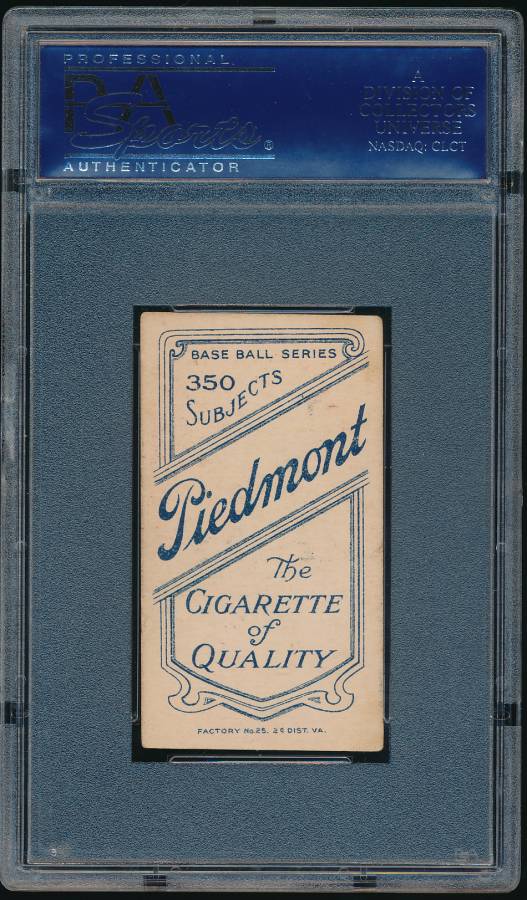 PROFESSIONAL
PSA
Sports®
AUTHENTICATOR
A
DIVISION OF
COLLECTORS
UNIVERSE
NASDAQ: CLCT
BASE BALL SERIES
350
SUBJECTS
Piedmont
The
CIGARETTE
of
QUALITY
FACTORY No. 25. 2D DIST. VA.